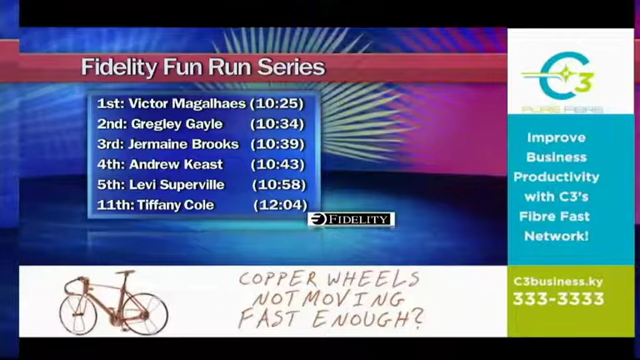 Fidelity Fun Run Series
1st: Victor Magalhaes (10:25)
2nd: Gregley Gayle (10:34)
3rd: Jermaine Brooks (10:39)
4th: Andrew Keast (10:43)
5th: Levi Superville (10:58)
11th: Tiffany Cole (12:04)
FIDELITY
C3
PURE FIBRE
Improve
Business
Productivity
with C3's
Fibre Fast
Network!
C3business.ky
333-3333
COPPER WHEELS
NOT MOVING
FAST ENOUGH?